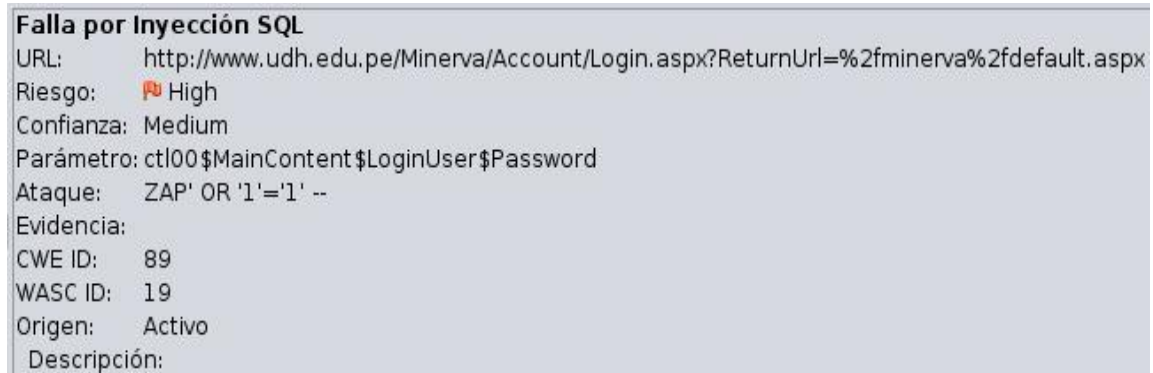 Falla por Inyección SQL
URL: http://www.udh.edu.pe/Minerva/Account/Login.aspx?ReturnUrl=%2fminerva%2fdefault.aspx
Riesgo: High
Confianza: Medium
Parámetro: ctl00$MainContent$LoginUser$Password
Ataque: ZAP' OR '1'='1' --
Evidencia:
CWE ID: 89
WASC ID: 19
Origen: Activo
Descripción: